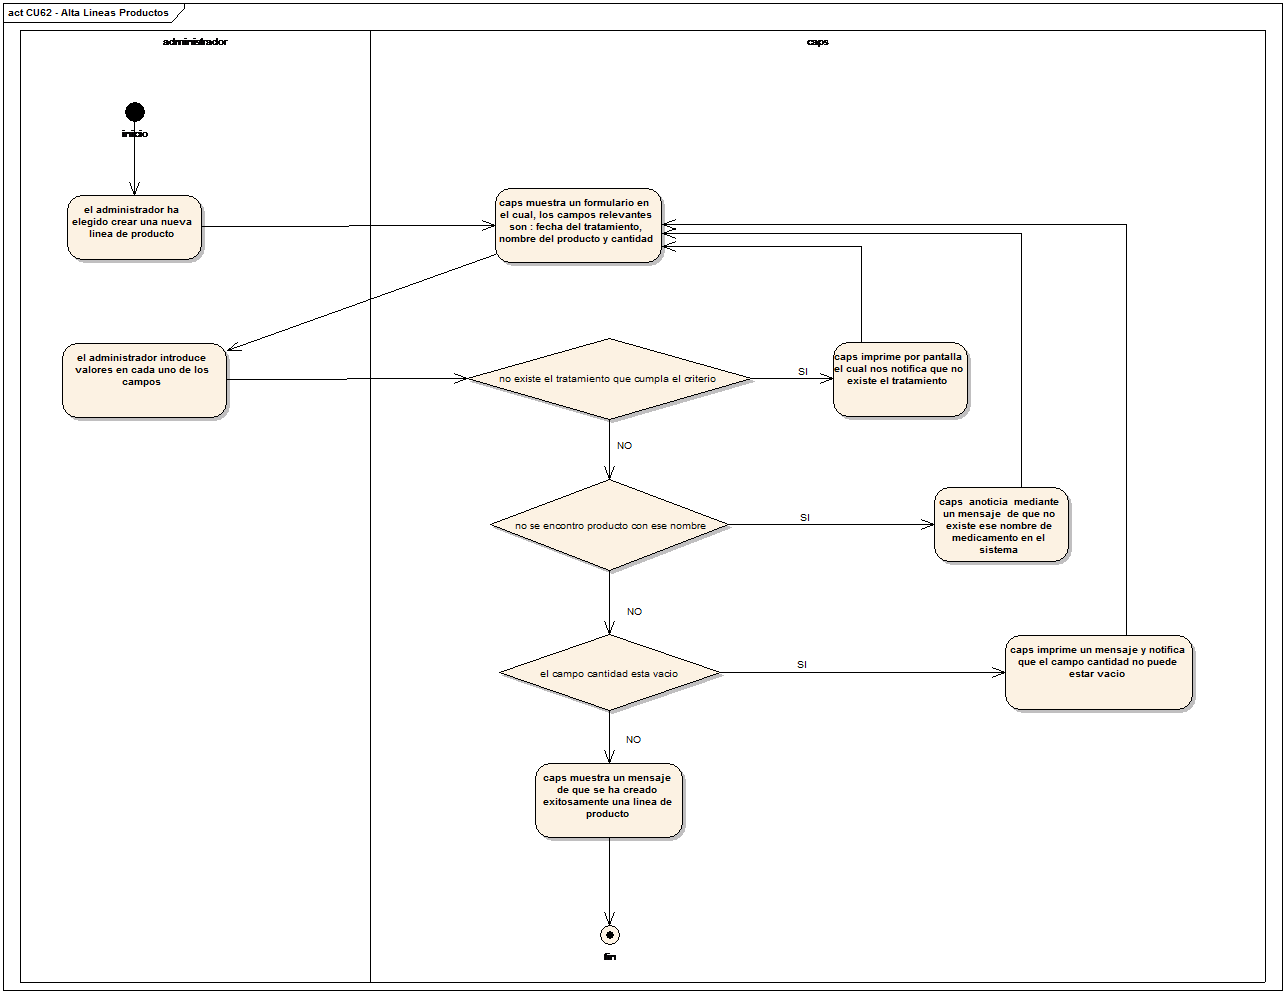 act CU62 - Alta Lineas Productos
administrador
caps
inicio
el administrador ha
elegido crear una nueva
linea de producto
caps muestra un formulario en
el cual, los campos relevantes
son : fecha del tratamiento,
nombre del producto y cantidad
el administrador introduce
valores en cada uno de los
campos
no existe el tratamiento que cumpla el criterio
SI
caps imprime por pantalla
el cual nos notifica que no
existe el tratamiento
NO
no se encontro producto con ese nombre
SI
caps anoticia mediante
un mensaje de que no
existe ese nombre de
medicamento en el
sistema
NO
el campo cantidad esta vacio
SI
caps imprime un mensaje y notifica
que el campo cantidad no puede
estar vacio
NO
caps muestra un mensaje
de que se ha creado
exitosamente una linea de
producto
fin